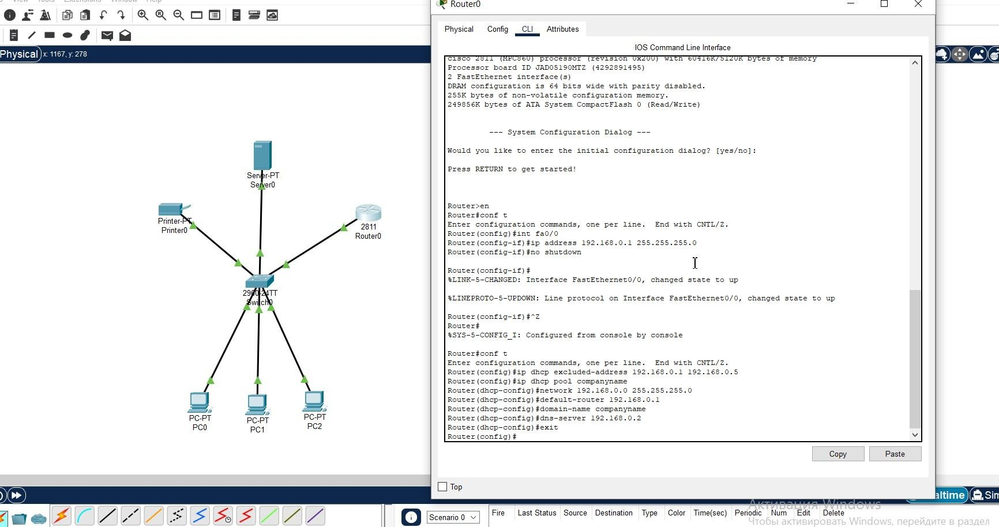 View Tools Extensions Window Help
Physical x: 1167, y: 278
Server-PT
Server0
Printer-PT
Printer0
2811
Router0
2960-24TT
Switch0
PC-PT
PC0
PC-PT
PC1
PC-PT
PC2
Router0
Physical Config CLI Attributes
IOS Command Line Interface
cisco 2811 (MPC860) processor (revision 0x200) with 60416K/5120K bytes of memory
Processor board ID JAD05190MTZ (4292891495)
2 FastEthernet interface(s)
DRAM configuration is 64 bits wide with parity disabled.
255K bytes of non-volatile configuration memory.
249856K bytes of ATA System CompactFlash 0 (Read/Write)
--- System Configuration Dialog ---
Would you like to enter the initial configuration dialog? [yes/no]:
Press RETURN to get started!
Router>en
Router#conf t
Enter configuration commands, one per line.  End with CNTL/Z.
Router(config)#int fa0/0
Router(config-if)#ip address 192.168.0.1 255.255.255.0
Router(config-if)#no shutdown
Router(config-if)#
%LINK-5-CHANGED: Interface FastEthernet0/0, changed state to up
%LINEPROTO-5-UPDOWN: Line protocol on Interface FastEthernet0/0, changed state to up
Router(config-if)#^Z
Router#
%SYS-5-CONFIG_I: Configured from console by console
Router#conf t
Enter configuration commands, one per line.  End with CNTL/Z.
Router(config)#ip dhcp excluded-address 192.168.0.1 192.168.0.5
Router(config)#ip dhcp pool companyname
Router(dhcp-config)#network 192.168.0.0 255.255.255.0
Router(dhcp-config)#default-router 192.168.0.1
Router(dhcp-config)#domain-name companyname
Router(dhcp-config)#dns-server 192.168.0.2
Router(dhcp-config)#exit
Router(config)#
Copy Paste
Top
altime Sim
Scenario 0
Fire Last Status Source Destination Type Color Time(sec) Periodic Num Edit Delete
Активация Windows
Чтобы активировать Windows, перейдите в раздел